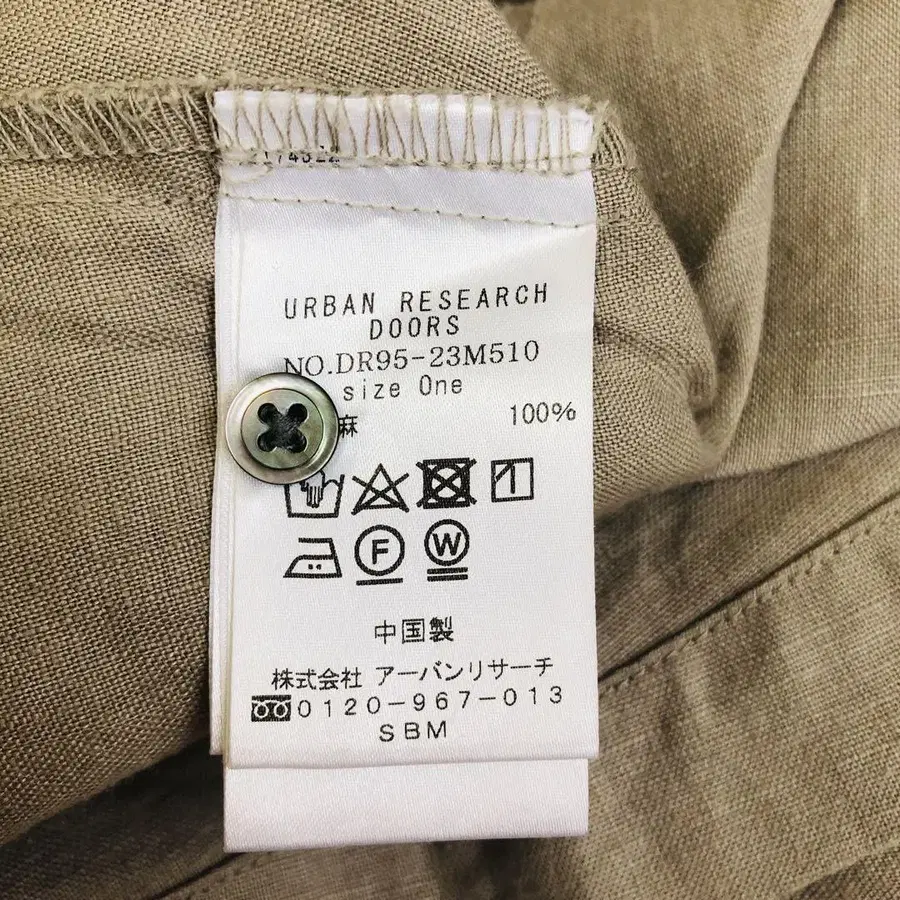 URBAN RESEARCH
DOORS
NO.DR95-23M510
size One
麻 100%
F W
中国製
株式会社 アーバンリサーチ
0120-967-013
SBM